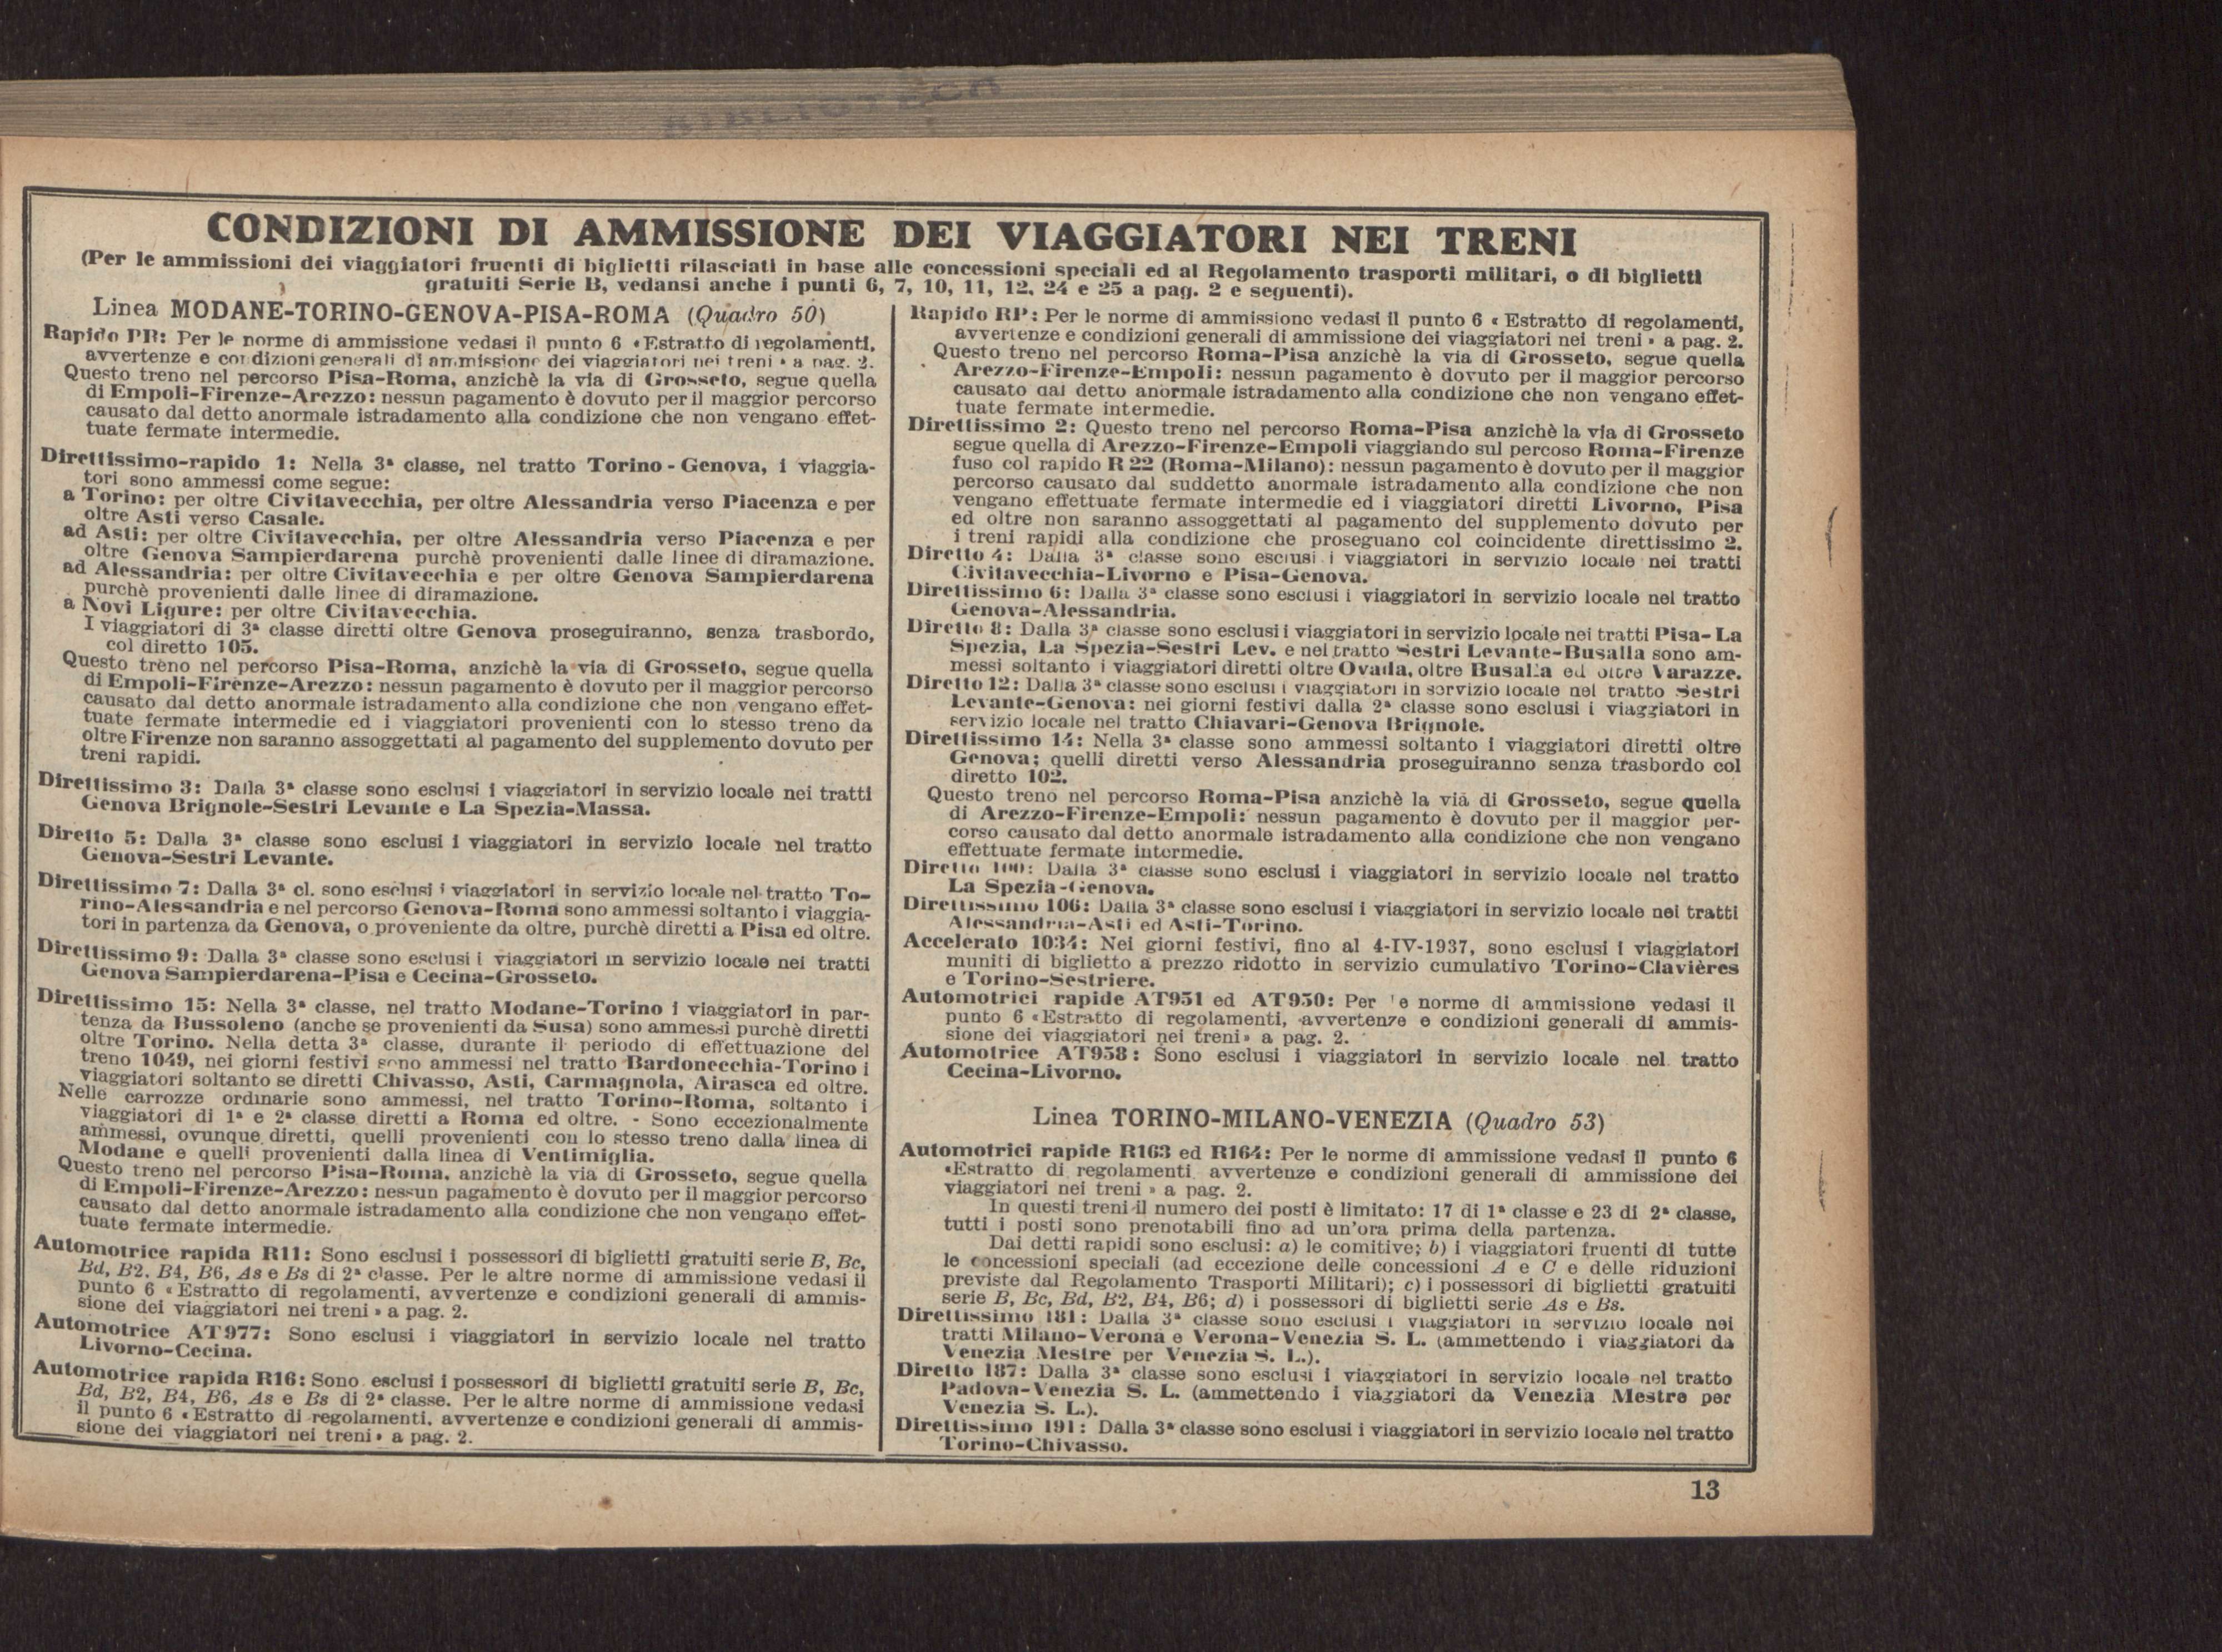 BIBLIOTECA
CONDIZIONI DI AMMISSIONE DEI VIAGGIATORI NEI TRENI
(Per le ammissioni dei viaggiatori fruenti di biglietti rilasciati in base alle concessioni speciali ed al Regolamento trasporti militari, o di biglietti
gratuiti Serie B, vedansi anche i punti 6, 7, 10, 11, 12, 24 e 25 a pag. 2 e seguenti).
Linea MODANE-TORINO-GENOVA-PISA-ROMA (Quadro 50)
Rapido PR: Per le norme di ammissione vedasi il punto 6 «Estratto di regolamenti,
avvertenze e condizioni generali di ammissione dei viaggiatori nei treni » a pag. 2.
Questo treno nel percorso Pisa-Roma, anzichè la via di Grosseto, segue quella
di Empoli-Firenze-Arezzo: nessun pagamento è dovuto per il maggior percorso
causato dal detto anormale istradamento alla condizione che non vengano effet-
tuate fermate intermedie.
Direttissimo-rapido 1: Nella 3ª classe, nel tratto Torino - Genova, i viaggia-
tori sono ammessi come segue:
a Torino: per oltre Civitavecchia, per oltre Alessandria verso Piacenza e per
oltre Asti verso Casale.
ad Asti: per oltre Civitavecchia, per oltre Alessandria verso Piacenza e per
oltre Genova Sampierdarena purchè provenienti dalle linee di diramazione.
ad Alessandria: per oltre Civitavecchia e per oltre Genova Sampierdarena
purchè provenienti dalle linee di diramazione.
a Novi Ligure: per oltre Civitavecchia.
I viaggiatori di 3ª classe diretti oltre Genova proseguiranno, senza trasbordo,
col diretto 105.
Questo treno nel percorso Pisa-Roma, anzichè la via di Grosseto, segue quella
di Empoli-Firenze-Arezzo: nessun pagamento è dovuto per il maggior percorso
causato dal detto anormale istradamento alla condizione che non vengano effet-
tuate fermate intermedie ed i viaggiatori provenienti con lo stesso treno da
oltre Firenze non saranno assoggettati al pagamento del supplemento dovuto per
treni rapidi.
Direttissimo 3: Dalla 3ª classe sono esclusi i viaggiatori in servizio locale nei tratti
Genova Brignole-Sestri Levante e La Spezia-Massa.
Diretto 5: Dalla 3ª classe sono esclusi i viaggiatori in servizio locale nel tratto
Genova-Sestri Levante.
Direttissimo 7: Dalla 3ª cl. sono esclusi i viaggiatori in servizio locale nel tratto To-
rino-Alessandria e nel percorso Genova-Roma sono ammessi soltanto i viaggia-
tori in partenza da Genova, o proveniente da oltre, purchè diretti a Pisa ed oltre.
Direttissimo 9: Dalla 3ª classe sono esclusi i viaggiatori in servizio locale nei tratti
Genova Sampierdarena-Pisa e Cecina-Grosseto.
Direttissimo 15: Nella 3ª classe, nel tratto Modane-Torino i viaggiatori in par-
tenza da Bussoleno (anche se provenienti da Susa) sono ammessi purchè diretti
oltre Torino. Nella detta 3ª classe, durante il periodo di effettuazione del
treno 1049, nei giorni festivi sono ammessi nel tratto Bardonecchia-Torino i
viaggiatori soltanto se diretti Chivasso, Asti, Carmagnola, Airasca ed oltre.
Nelle carrozze ordinarie sono ammessi, nel tratto Torino-Roma, soltanto i
viaggiatori di 1ª e 2ª classe diretti a Roma ed oltre. - Sono eccezionalmente
ammessi, ovunque diretti, quelli provenienti con lo stesso treno dalla linea di
Modane e quelli provenienti dalla linea di Ventimiglia.
Questo treno nel percorso Pisa-Roma, anzichè la via di Grosseto, segue quella
di Empoli-Firenze-Arezzo: nessun pagamento è dovuto per il maggior percorso
causato dal detto anormale istradamento alla condizione che non vengano effet-
tuate fermate intermedie.
Automotrice rapida R11: Sono esclusi i possessori di biglietti gratuiti serie B, Bc,
Bd, B2, B4, B6, As e Bs di 2ª classe. Per le altre norme di ammissione vedasi il
punto 6 «Estratto di regolamenti, avvertenze e condizioni generali di ammis-
sione dei viaggiatori nei treni » a pag. 2.
Automotrice AT977: Sono esclusi i viaggiatori in servizio locale nel tratto
Livorno-Cecina.
Automotrice rapida R16: Sono esclusi i possessori di biglietti gratuiti serie B, Bc,
Bd, B2, B4, B6, As e Bs di 2ª classe. Per le altre norme di ammissione vedasi
il punto 6 «Estratto di regolamenti, avvertenze e condizioni generali di ammis-
sione dei viaggiatori nei treni» a pag. 2.
Rapido RP: Per le norme di ammissione vedasi il punto 6 « Estratto di regolamenti,
avvertenze e condizioni generali di ammissione dei viaggiatori nei treni » a pag. 2.
Questo treno nel percorso Roma-Pisa anzichè la via di Grosseto, segue quella
Arezzo-Firenze-Empoli: nessun pagamento è dovuto per il maggior percorso
causato dal detto anormale istradamento alla condizione che non vengano effet-
tuate fermate intermedie.
Direttissimo 2: Questo treno nel percorso Roma-Pisa anzichè la via di Grosseto
segue quella di Arezzo-Firenze-Empoli viaggiando sul percoso Roma-Firenze
fuso col rapido R 22 (Roma-Milano): nessun pagamento è dovuto per il maggior
percorso causato dal suddetto anormale istradamento alla condizione che non
vengano effettuate fermate intermedie ed i viaggiatori diretti Livorno, Pisa
ed oltre non saranno assoggettati al pagamento del supplemento dovuto per
i treni rapidi alla condizione che proseguano col coincidente direttissimo 2.
Diretto 4: Dalla 3ª classe sono esclusi i viaggiatori in servizio locale nei tratti
Civitavecchia-Livorno e Pisa-Genova.
Direttissimo 6: Dalla 3ª classe sono esclusi i viaggiatori in servizio locale nel tratto
Genova-Alessandria.
Diretto 8: Dalla 3ª classe sono esclusi i viaggiatori in servizio locale nei tratti Pisa-La
Spezia, La Spezia-Sestri Lev. e nel tratto Sestri Levante-Busalla sono am-
messi soltanto i viaggiatori diretti oltre Ovada, oltre Busalla ed oltre Varazze.
Diretto 12: Dalla 3ª classe sono esclusi i viaggiatori in servizio locale nel tratto Sestri
Levante-Genova: nei giorni festivi dalla 2ª classe sono esclusi i viaggiatori in
servizio locale nel tratto Chiavari-Genova Brignole.
Direttissimo 14: Nella 3ª classe sono ammessi soltanto i viaggiatori diretti oltre
Genova; quelli diretti verso Alessandria proseguiranno senza trasbordo col
diretto 102.
Questo treno nel percorso Roma-Pisa anzichè la via di Grosseto, segue quella
di Arezzo-Firenze-Empoli: nessun pagamento è dovuto per il maggior per-
corso causato dal detto anormale istradamento alla condizione che non vengano
effettuate fermate intermedie.
Diretto 100: Dalla 3ª classe sono esclusi i viaggiatori in servizio locale nel tratto
La Spezia-Genova.
Direttissimo 106: Dalla 3ª classe sono esclusi i viaggiatori in servizio locale nei tratti
Alessandria-Asti ed Asti-Torino.
Accelerato 1034: Nei giorni festivi, fino al 4-IV-1937, sono esclusi i viaggiatori
muniti di biglietto a prezzo ridotto in servizio cumulativo Torino-Clavières
e Torino-Sestriere.
Automotrici rapide AT951 ed AT950: Per le norme di ammissione vedasi il
punto 6 «Estratto di regolamenti, avvertenze e condizioni generali di ammis-
sione dei viaggiatori nei treni» a pag. 2.
Automotrice AT958: Sono esclusi i viaggiatori in servizio locale nel tratto
Cecina-Livorno.
Linea TORINO-MILANO-VENEZIA (Quadro 53)
Automotrici rapide R163 ed R164: Per le norme di ammissione vedasi il punto 6
«Estratto di regolamenti avvertenze e condizioni generali di ammissione dei
viaggiatori nei treni » a pag. 2.
In questi treni il numero dei posti è limitato: 17 di 1ª classe e 23 di 2ª classe,
tutti i posti sono prenotabili fino ad un'ora prima della partenza.
Dai detti rapidi sono esclusi: a) le comitive; b) i viaggiatori fruenti di tutte
le concessioni speciali (ad eccezione delle concessioni A e C e delle riduzioni
previste dal Regolamento Trasporti Militari); c) i possessori di biglietti gratuiti
serie B, Bc, Bd, B2, B4, B6; d) i possessori di biglietti serie As e Bs.
Direttissimo 181: Dalla 3ª classe sono esclusi i viaggiatori in servizio locale nei
tratti Milano-Verona e Verona-Venezia S. L. (ammettendo i viaggiatori da
Venezia Mestre per Venezia S. L.).
Diretto 187: Dalla 3ª classe sono esclusi i viaggiatori in servizio locale nel tratto
Padova-Venezia S. L. (ammettendo i viaggiatori da Venezia Mestre per
Venezia S. L.).
Direttissimo 191: Dalla 3ª classe sono esclusi i viaggiatori in servizio locale nel tratto
Torino-Chivasso.
13